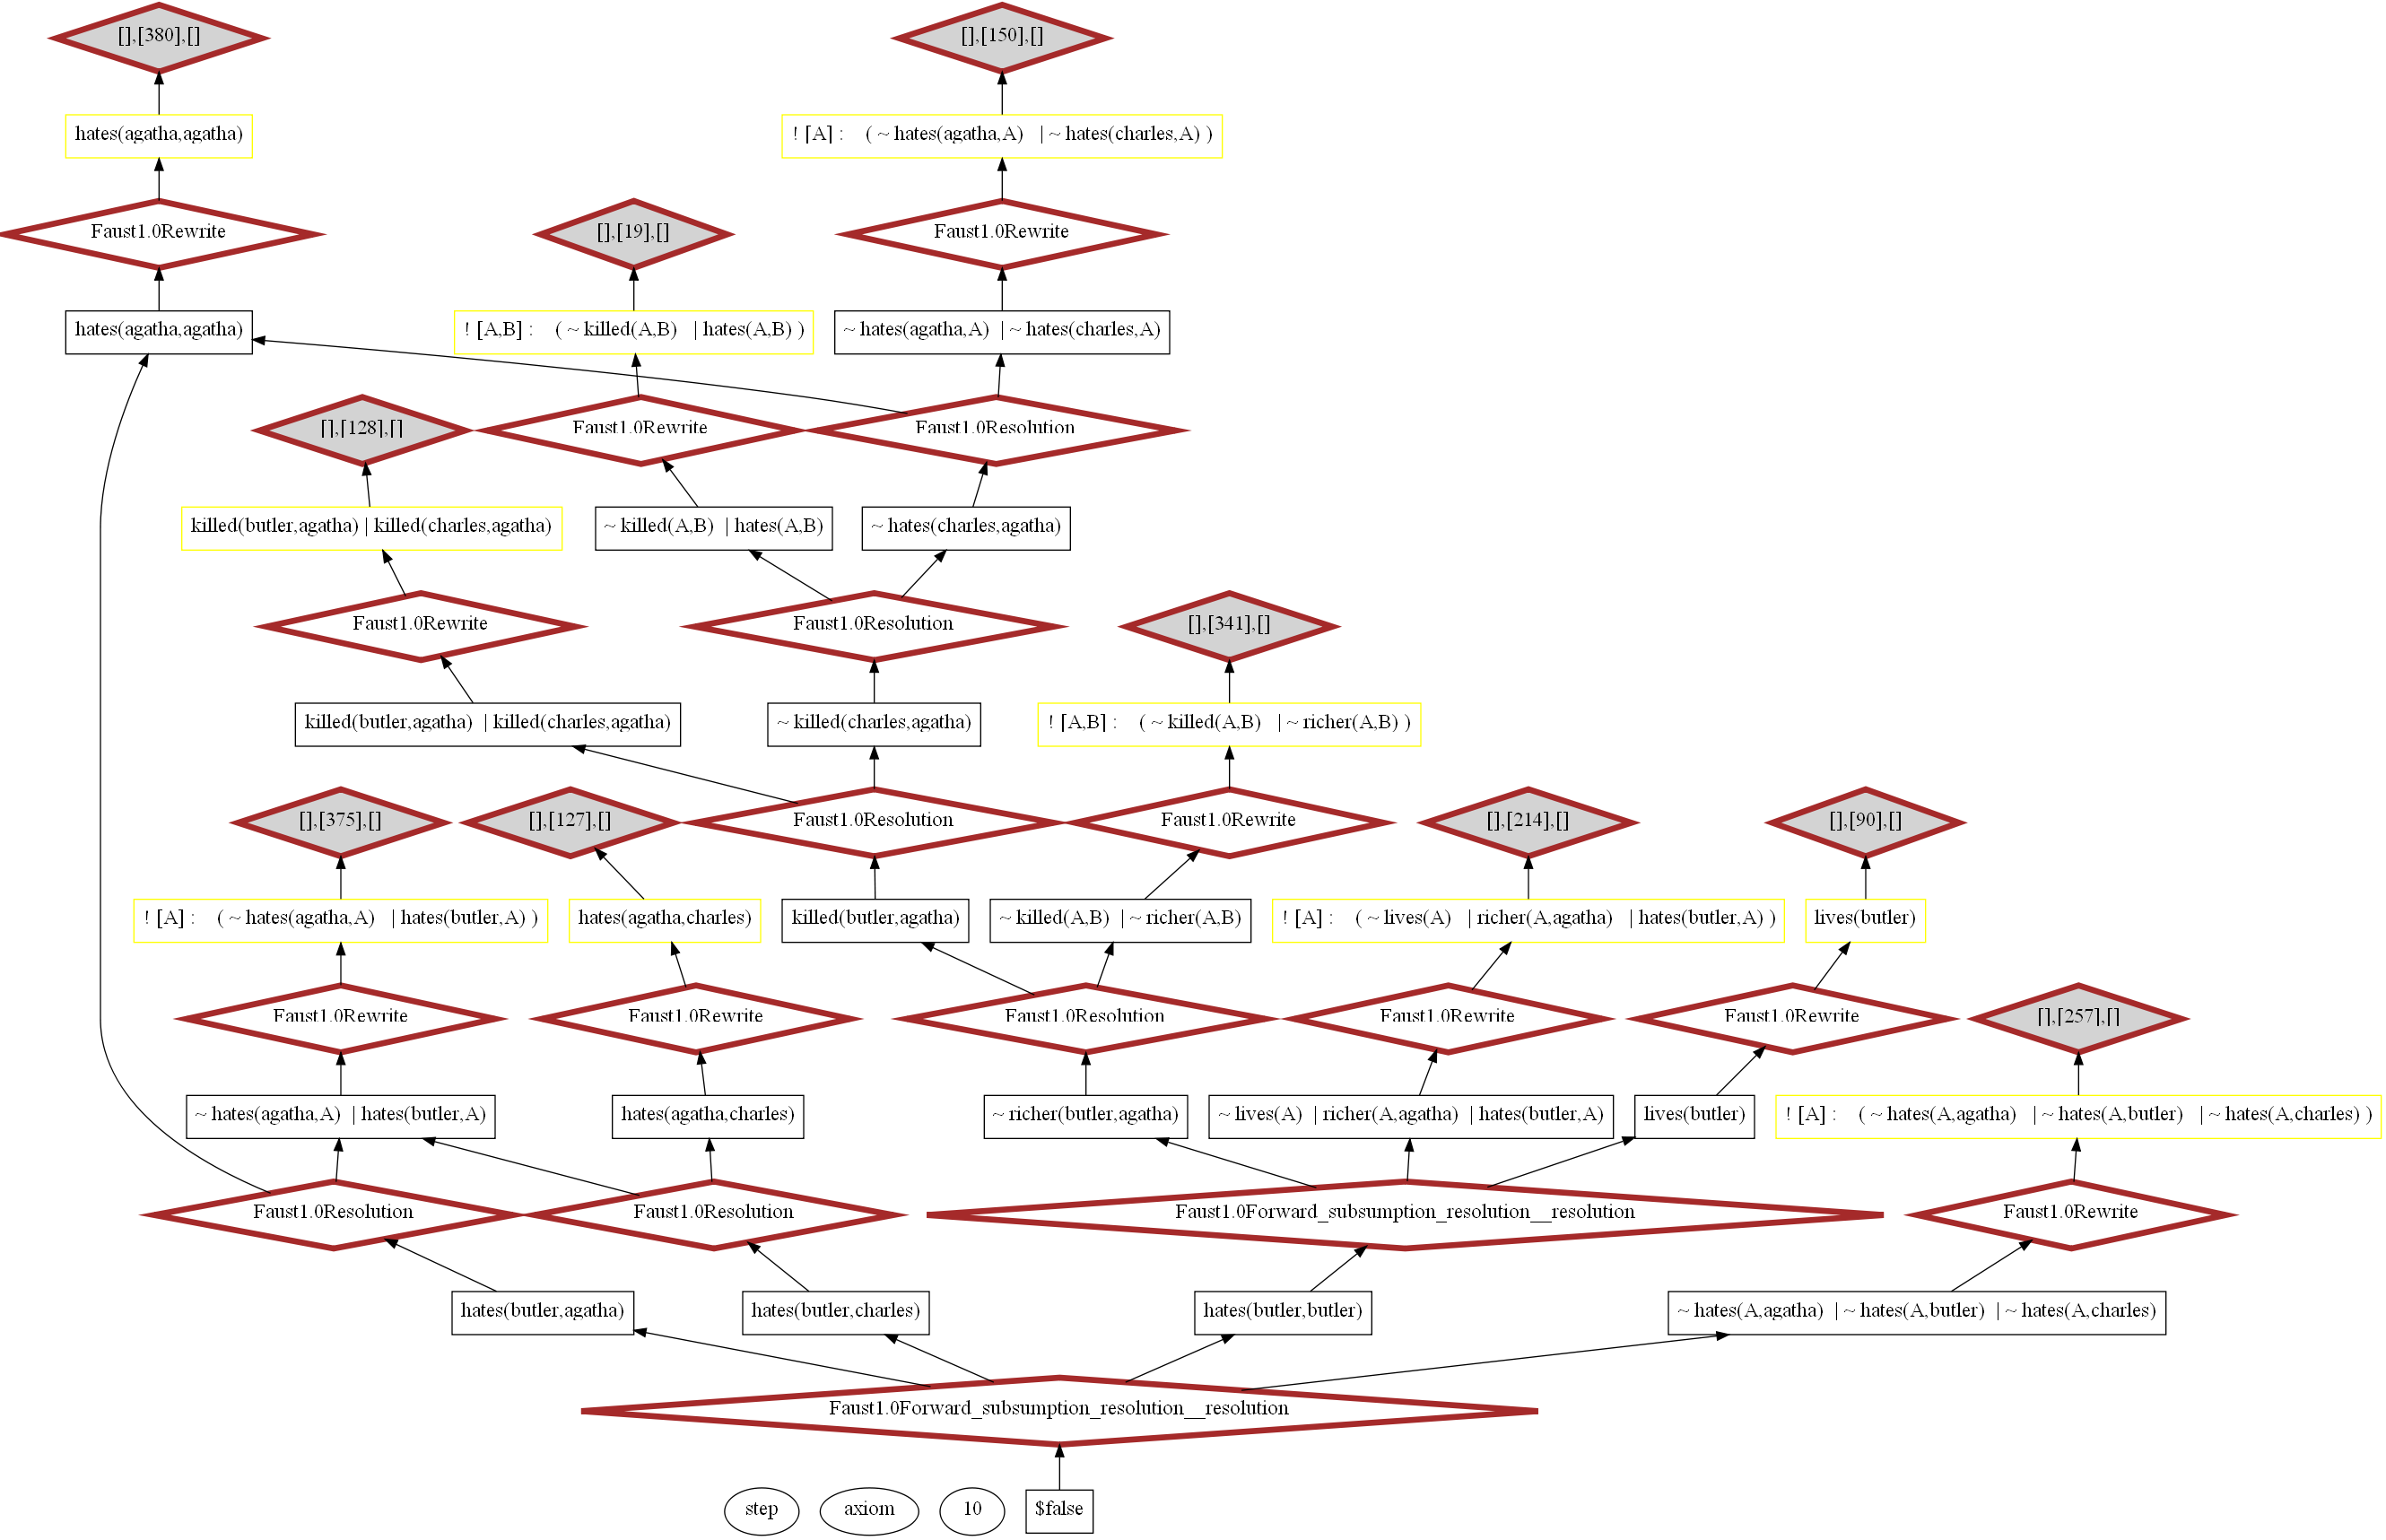 [],[380],[]
[],[150],[]
hates(agatha,agatha)
! [A] : ( ~ hates(agatha,A) | ~ hates(charles,A) )
Faust1.0Rewrite
[],[19],[]
Faust1.0Rewrite
hates(agatha,agatha)
! [A,B] : ( ~ killed(A,B) | hates(A,B) )
~ hates(agatha,A) | ~ hates(charles,A)
[],[128],[]
Faust1.0Rewrite
Faust1.0Resolution
killed(butler,agatha) | killed(charles,agatha)
~ killed(A,B) | hates(A,B)
~ hates(charles,agatha)
Faust1.0Rewrite
Faust1.0Resolution
[],[341],[]
killed(butler,agatha) | killed(charles,agatha)
~ killed(charles,agatha)
! [A,B] : ( ~ killed(A,B) | ~ richer(A,B) )
[],[375],[]
[],[127],[]
Faust1.0Resolution
Faust1.0Rewrite
[],[214],[]
[],[90],[]
! [A] : ( ~ hates(agatha,A) | hates(butler,A) )
hates(agatha,charles)
killed(butler,agatha)
~ killed(A,B) | ~ richer(A,B)
! [A] : ( ~ lives(A) | richer(A,agatha) | hates(butler,A) )
lives(butler)
Faust1.0Rewrite
Faust1.0Rewrite
Faust1.0Resolution
Faust1.0Rewrite
Faust1.0Rewrite
[],[257],[]
~ hates(agatha,A) | hates(butler,A)
hates(agatha,charles)
~ richer(butler,agatha)
~ lives(A) | richer(A,agatha) | hates(butler,A)
lives(butler)
! [A] : ( ~ hates(A,agatha) | ~ hates(A,butler) | ~ hates(A,charles) )
Faust1.0Resolution
Faust1.0Resolution
Faust1.0Forward_subsumption_resolution__resolution
Faust1.0Rewrite
hates(butler,agatha)
hates(butler,charles)
hates(butler,butler)
~ hates(A,agatha) | ~ hates(A,butler) | ~ hates(A,charles)
Faust1.0Forward_subsumption_resolution__resolution
step
axiom
10
$false